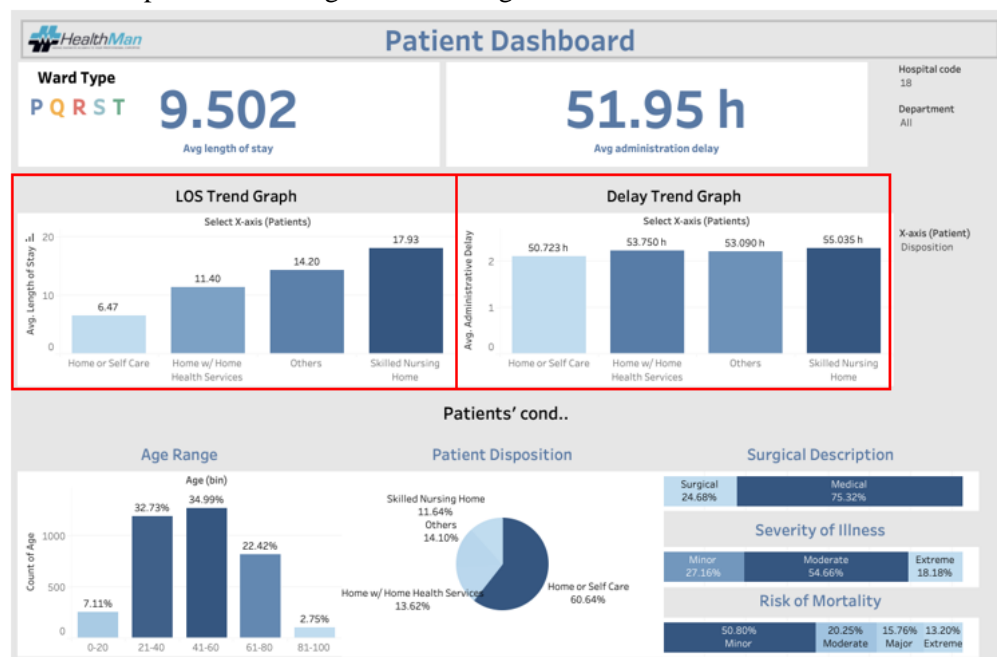 HealthMan
Patient Dashboard
Ward Type
P Q R S T
9.502
Avg length of stay
51.95 h
Avg administration delay
Hospital code
18
Department
All
LOS Trend Graph
Select X-axis (Patients)
Avg. Length of Stay
20
10
0
6.47
11.40
14.20
17.93
Home or Self Care
Home w/ Home
Health Services
Others
Skilled Nursing
Home
Delay Trend Graph
Select X-axis (Patients)
Avg. Administrative Delay
2
1
0
50.723 h
53.750 h
53.090 h
55.035 h
Home or Self Care
Home w/ Home
Health Services
Others
Skilled Nursing
Home
X-axis (Patient)
Disposition
Patients' cond..
Age Range
Age (bin)
Count of Age
1000
500
0
7.11%
32.73%
34.99%
22.42%
2.75%
0-20
21-40
41-60
61-80
81-100
Patient Disposition
Skilled Nursing Home
11.64%
Others
14.10%
Home w/ Home Health Services
13.62%
Home or Self Care
60.64%
Surgical Description
Surgical
24.68%
Medical
75.32%
Severity of Illness
Minor
27.16%
Moderate
54.66%
Extreme
18.18%
Risk of Mortality
50.80%
Minor
20.25%
Moderate
15.76%
Major
13.20%
Extreme